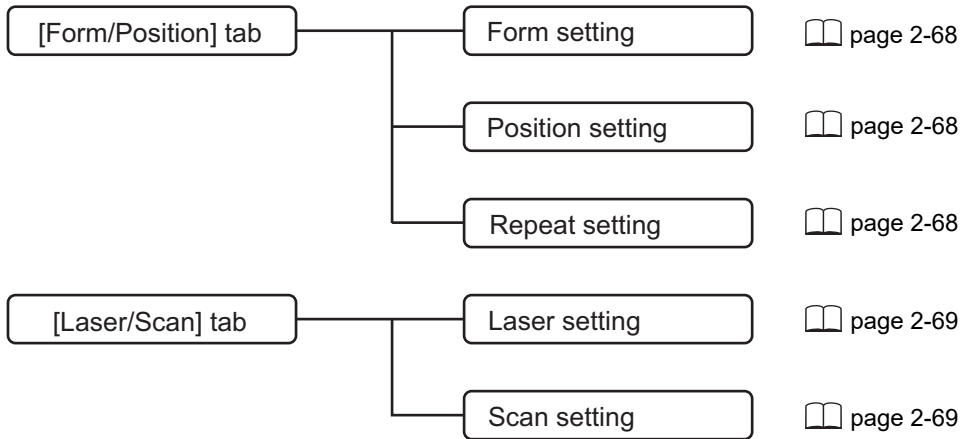 [Form/Position] tab
Form setting
page 2-68
Position setting
page 2-68
Repeat setting
page 2-68
[Laser/Scan] tab
Laser setting
page 2-69
Scan setting
page 2-69